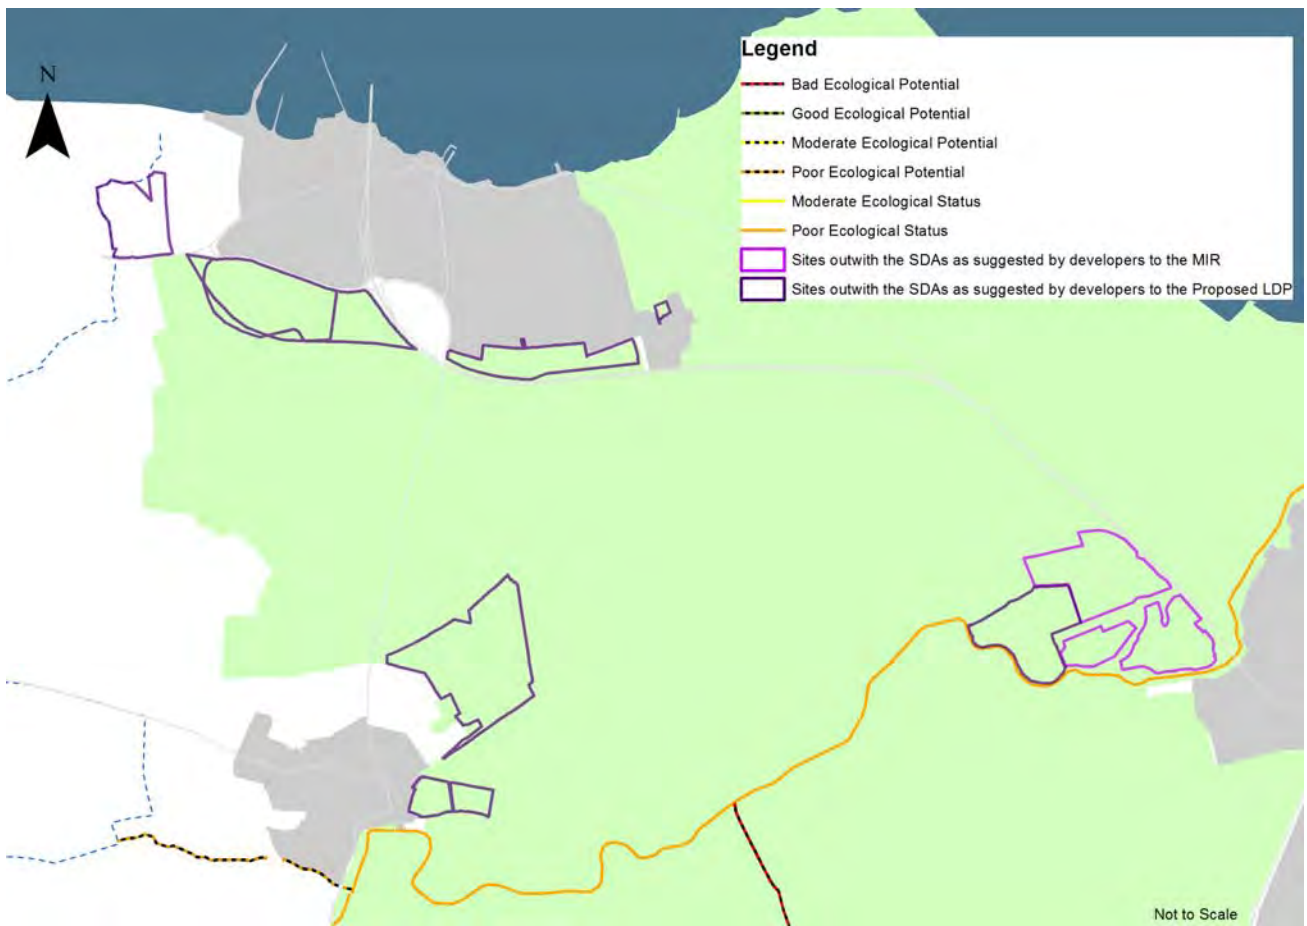 N
Legend
Bad Ecological Potential
Good Ecological Potential
Moderate Ecological Potential
Poor Ecological Potential
Moderate Ecological Status
Poor Ecological Status
Sites outwith the SDAs as suggested by developers to the MIR
Sites outwith the SDAs as suggested by developers to the Proposed LDP
Not to Scale